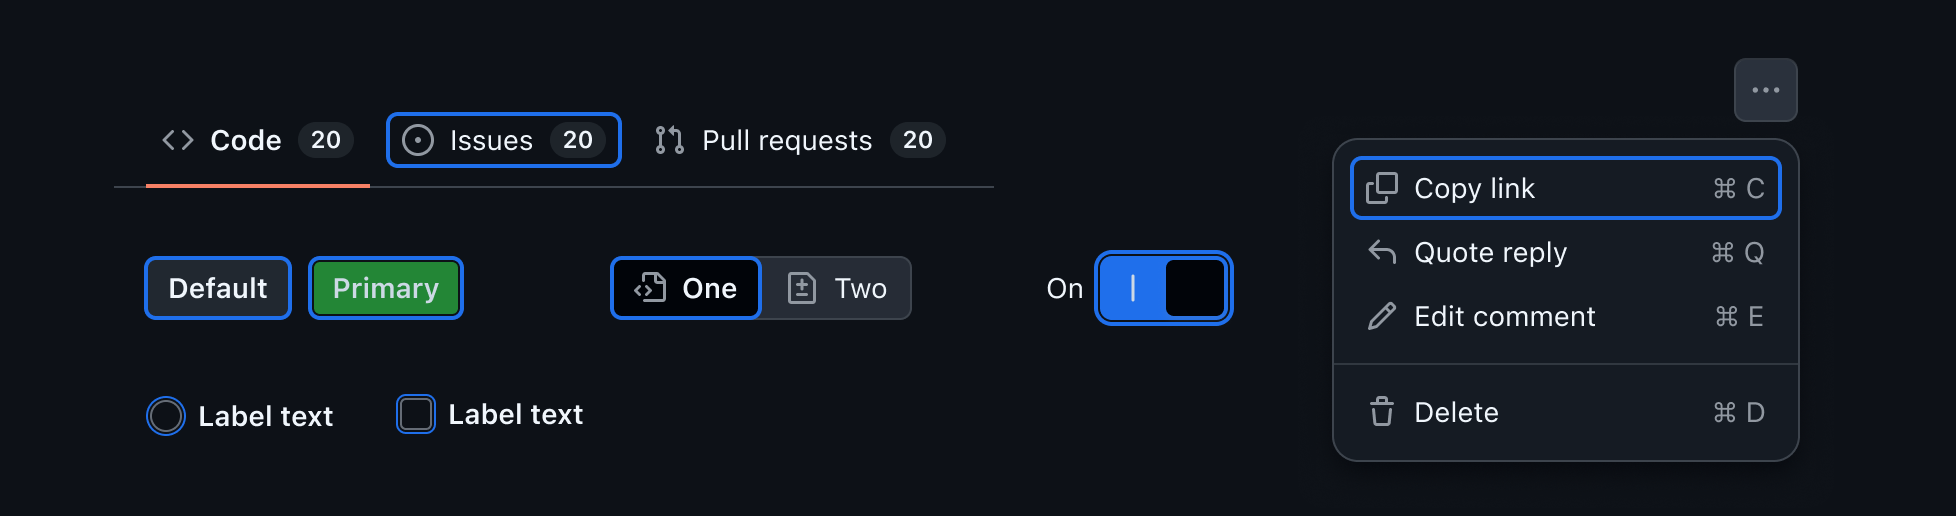 Code 20 Issues 20 Pull requests 20
Copy link ⌘ C
Quote reply ⌘ Q
Default Primary One Two On
Edit comment ⌘ E
Label text Label text
Delete ⌘ D